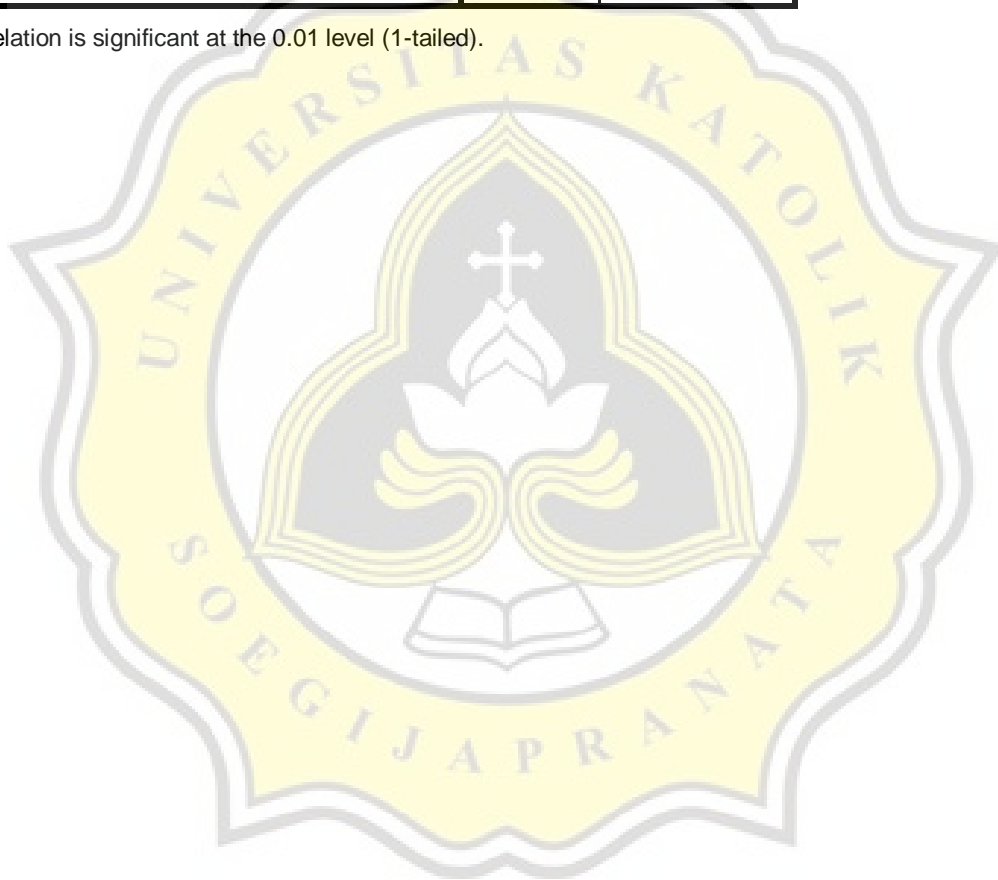 elation is significant at the 0.01 level (1-tailed).
UNIVERSITAS KATOLIK
SOEGIJAPRANATA